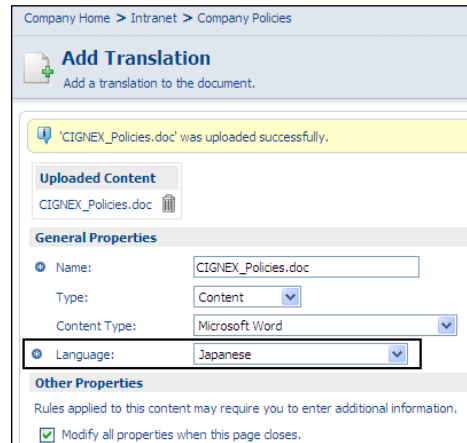 Company Home > Intranet > Company Policies
Add Translation
Add a translation to the document.
'CIGNEX_Policies.doc' was uploaded successfully.
Uploaded Content
CIGNEX_Policies.doc
General Properties
Name: CIGNEX_Policies.doc
Type: Content
Content Type: Microsoft Word
Language: Japanese
Other Properties
Rules applied to this content may require you to enter additional information.
Modify all properties when this page closes.